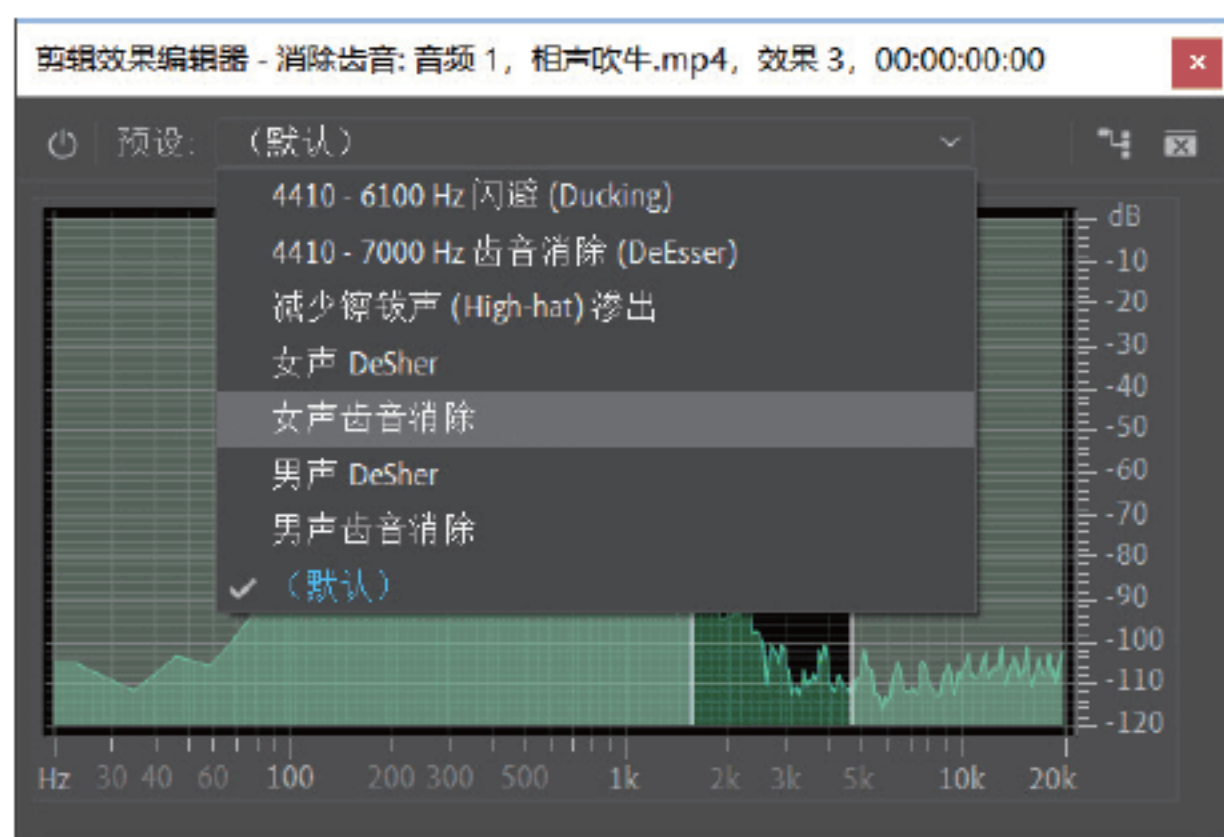 剪辑效果编辑器 - 消除齿音: 音频 1，相声吹牛.mp4，效果 3，00:00:00:00
预设: （默认）
4410 - 6100 Hz 闪避 (Ducking)
4410 - 7000 Hz 齿音消除 (DeEsser)
减少镲钹声 (High-hat) 渗出
女声 DeSher
女声齿音消除
男声 DeSher
男声齿音消除
（默认）
dB
-10
-20
-30
-40
-50
-60
-70
-80
-90
-100
-110
-120
Hz 30 40 60 100 200 300 500 1k 2k 3k 5k 10k 20k